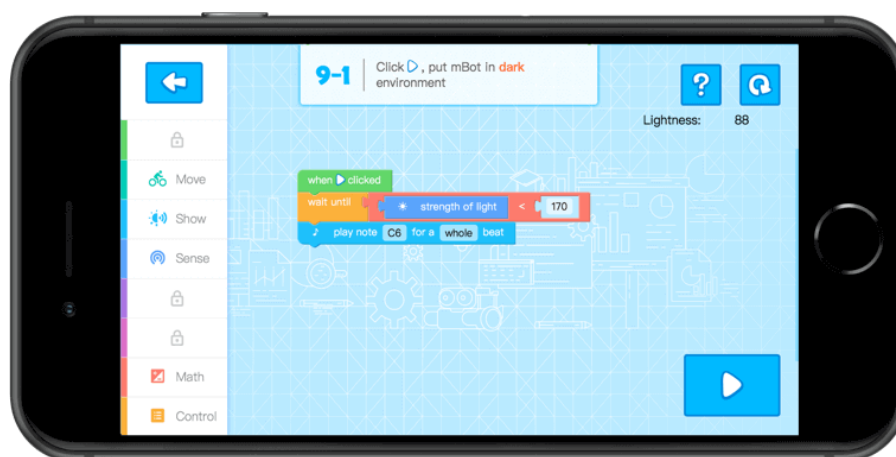 9-1
Click , put mBot in dark
environment
Lightness: 88
when clicked
wait until strength of light < 170
play note C6 for a whole beat
Move
Show
Sense
Math
Control